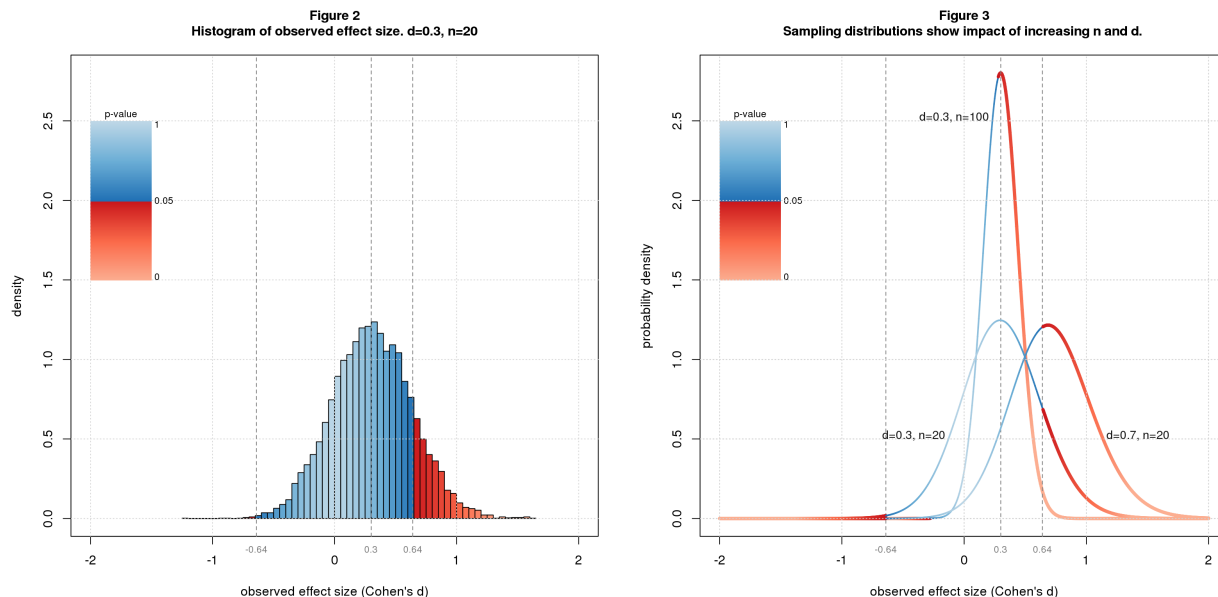 Figure 2
Histogram of observed effect size. d=0.3, n=20
p-value
1
0.05
0
density
0.0
0.5
1.0
1.5
2.0
2.5
-0.64
0.3
0.64
-2
-1
0
1
2
observed effect size (Cohen's d)
Figure 3
Sampling distributions show impact of increasing n and d.
p-value
1
0.05
0
d=0.3, n=100
d=0.3, n=20
d=0.7, n=20
probability density
0.0
0.5
1.0
1.5
2.0
2.5
-0.64
0.3
0.64
-2
-1
0
1
2
observed effect size (Cohen's d)